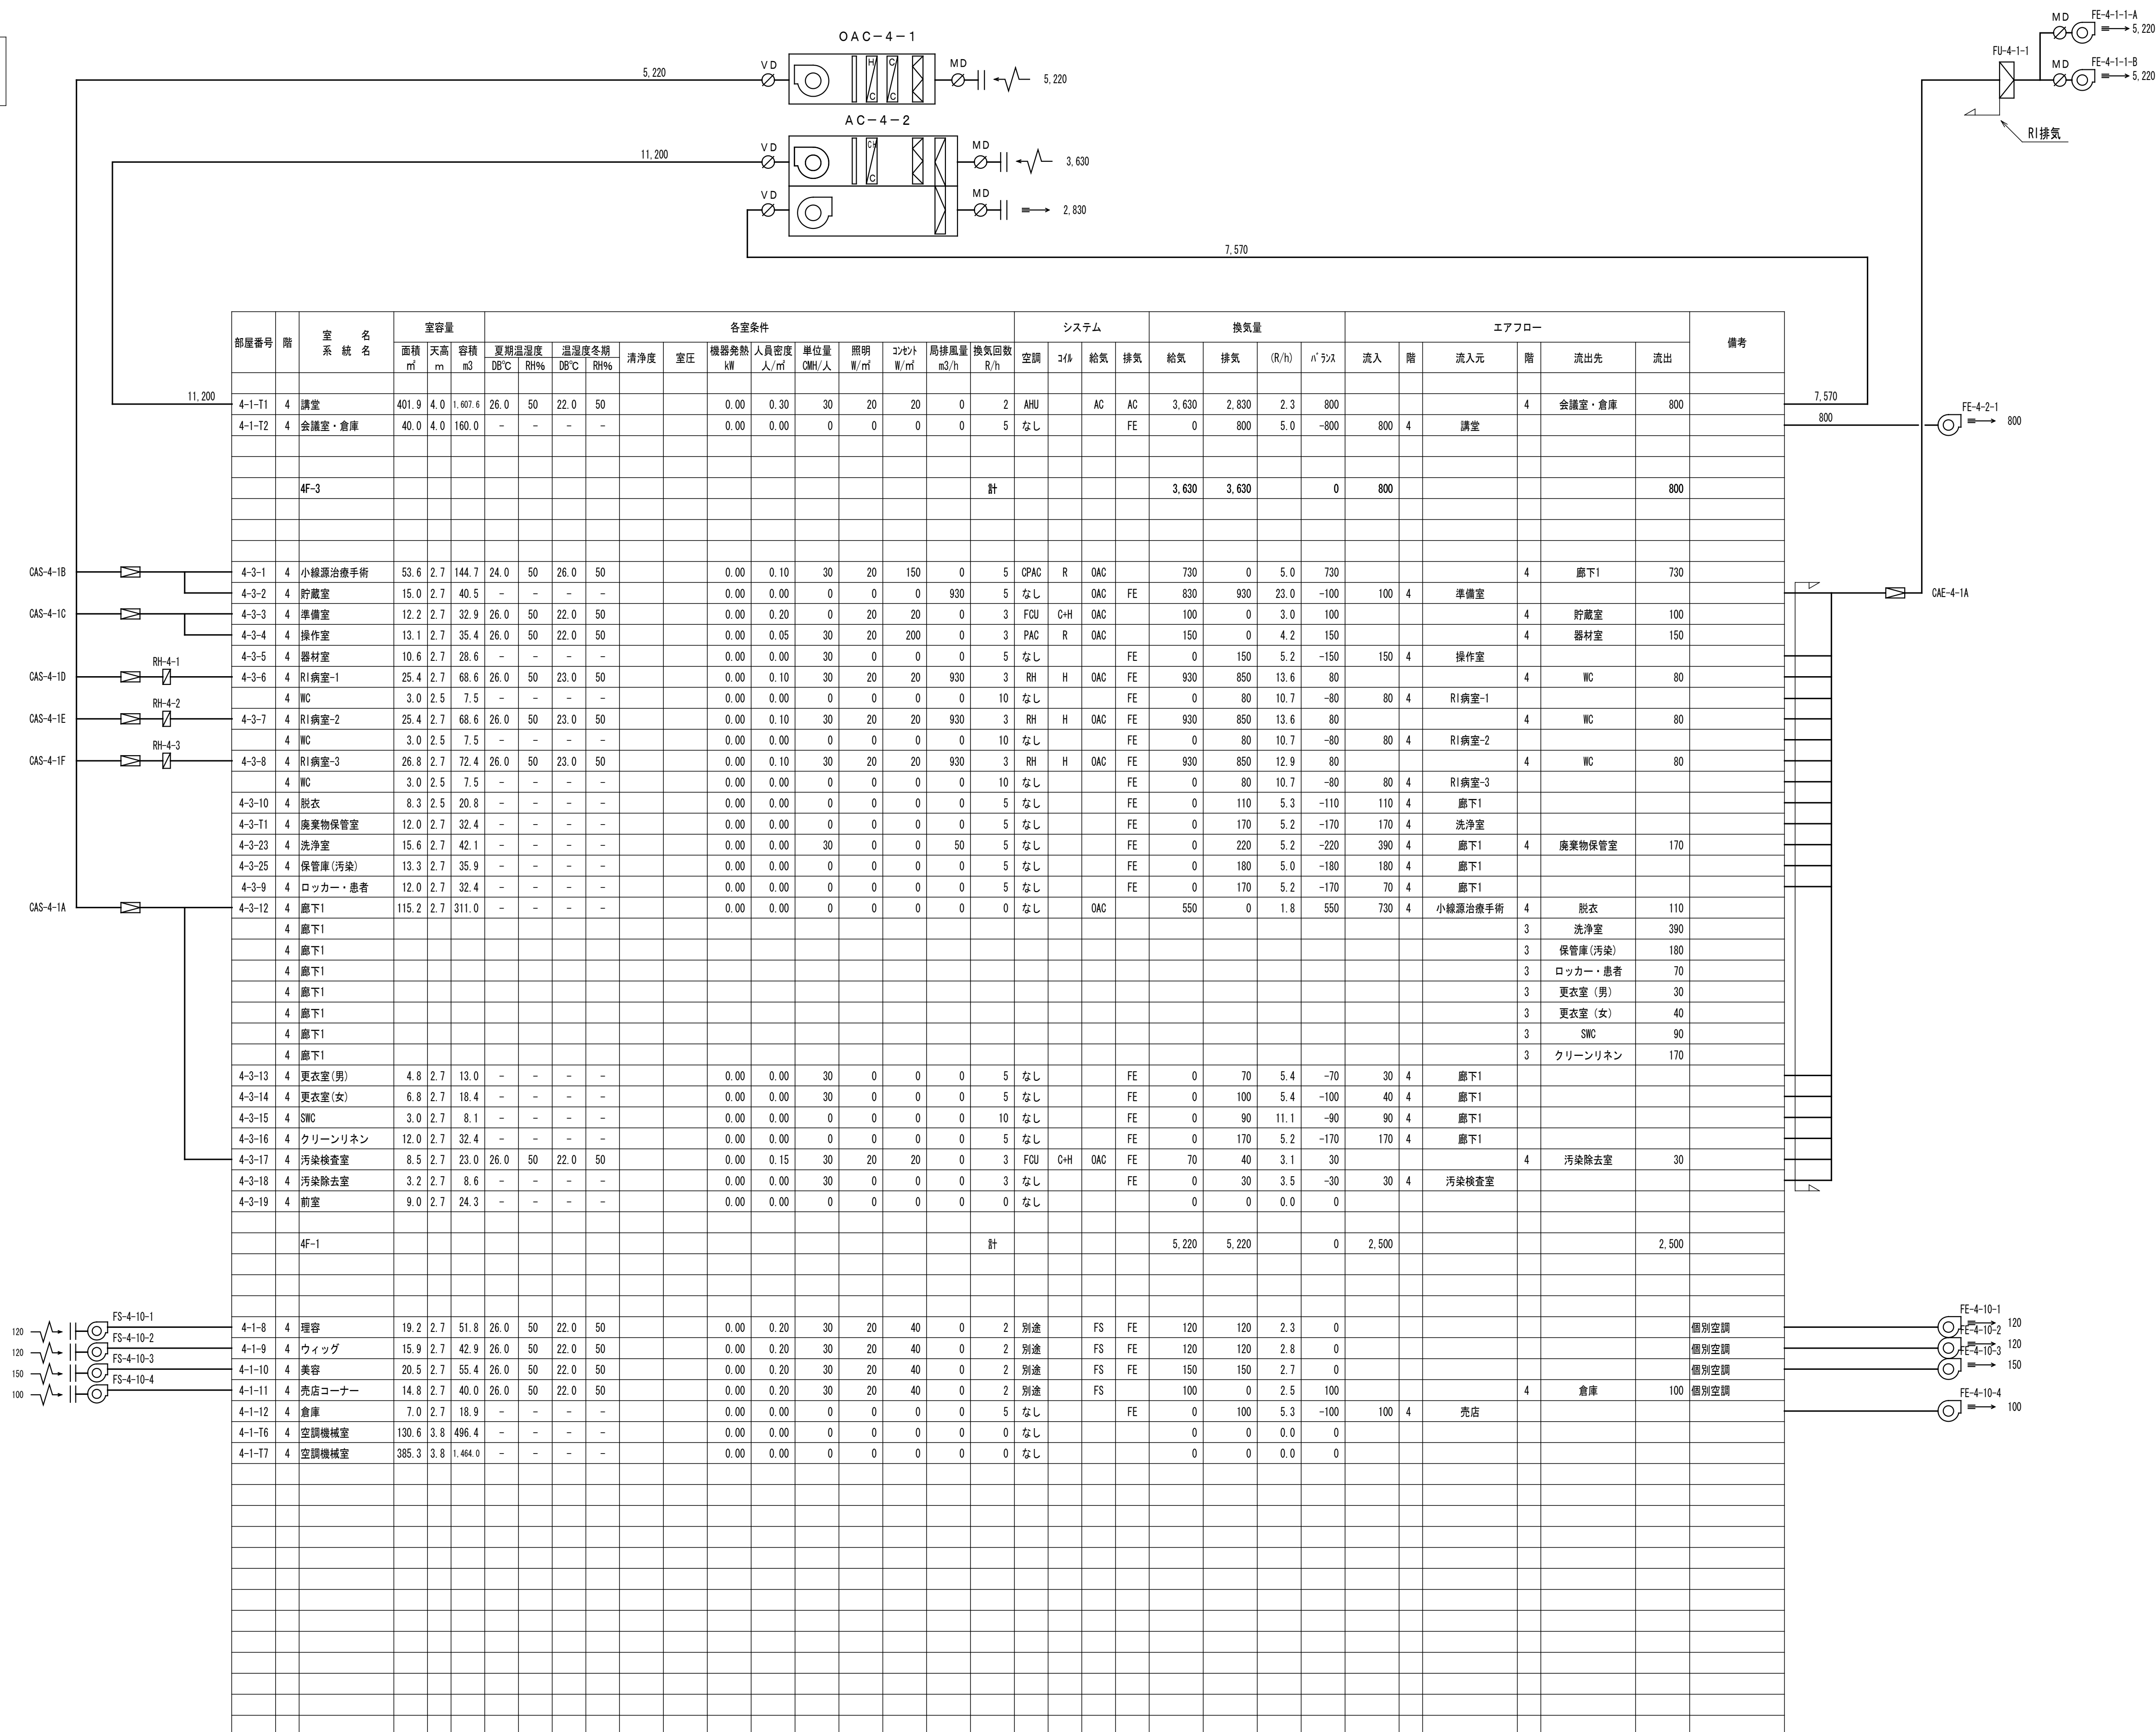 OAC-4-1
MD FE-4-1-1-A
5,220
FU-4-1-1
MD FE-4-1-1-B
5,220
5,220 VD H C C C MD 5,220
RI排気
AC-4-2
11,200 VD CH C MD 3,630
VD MD 2,830
7,570
部屋番号 階 室名 系統名 室容量 各室条件 システム 換気量 エアフロー 備考
面積 天高 容積 夏期温湿度 温湿度冬期 清浄度 室圧 機器発熱 人員密度 単位量 照明 コンセント 局排風量 換気回数 空調 コイル 給気 排気 給気 排気 (R/h) バランス 流入 階 流入元 階 流出先 流出
㎡ m m3 DB℃ RH% DB℃ RH% kW 人/㎡ CMH/人 W/㎡ W/㎡ m3/h R/h
11,200 4-1-T1 4 講堂 401.9 4.0 1,607.6 26.0 50 22.0 50 0.00 0.30 30 20 20 0 2 AHU AC AC 3,630 2,830 2.3 800 4 会議室・倉庫 800 7,570
4-1-T2 4 会議室・倉庫 40.0 4.0 160.0 - - - - 0.00 0.00 0 0 0 0 5 なし FE 0 800 5.0 -800 800 4 講堂 800 FE-4-2-1 800
4F-3 計 3,630 3,630 0 800 800
CAS-4-1B 4-3-1 4 小線源治療手術 53.6 2.7 144.7 24.0 50 26.0 50 0.00 0.10 30 20 150 0 5 CPAC R OAC 730 0 5.0 730 4 廊下1 730
4-3-2 4 貯蔵室 15.0 2.7 40.5 - - - - 0.00 0.00 0 0 0 930 5 なし OAC FE 830 930 23.0 -100 100 4 準備室 CAE-4-1A
CAS-4-1C 4-3-3 4 準備室 12.2 2.7 32.9 26.0 50 22.0 50 0.00 0.20 0 20 20 0 3 FCU C+H OAC 100 0 3.0 100 4 貯蔵室 100
4-3-4 4 操作室 13.1 2.7 35.4 26.0 50 22.0 50 0.00 0.05 30 20 200 0 3 PAC R OAC 150 0 4.2 150 4 器材室 150
4-3-5 4 器材室 10.6 2.7 28.6 - - - - 0.00 0.00 30 0 0 0 5 なし FE 0 150 5.2 -150 150 4 操作室
CAS-4-1D RH-4-1 4-3-6 4 RI病室-1 25.4 2.7 68.6 26.0 50 23.0 50 0.00 0.10 30 20 20 930 3 RH H OAC FE 930 850 13.6 80 4 WC 80
4 WC 3.0 2.5 7.5 - - - - 0.00 0.00 0 0 0 0 10 なし FE 0 80 10.7 -80 80 4 RI病室-1
CAS-4-1E RH-4-2 4-3-7 4 RI病室-2 25.4 2.7 68.6 26.0 50 23.0 50 0.00 0.10 30 20 20 930 3 RH H OAC FE 930 850 13.6 80 4 WC 80
4 WC 3.0 2.5 7.5 - - - - 0.00 0.00 0 0 0 0 10 なし FE 0 80 10.7 -80 80 4 RI病室-2
CAS-4-1F RH-4-3 4-3-8 4 RI病室-3 26.8 2.7 72.4 26.0 50 23.0 50 0.00 0.10 30 20 20 930 3 RH H OAC FE 930 850 12.9 80 4 WC 80
4 WC 3.0 2.5 7.5 - - - - 0.00 0.00 0 0 0 0 10 なし FE 0 80 10.7 -80 80 4 RI病室-3
4-3-10 4 脱衣 8.3 2.5 20.8 - - - - 0.00 0.00 0 0 0 0 5 なし FE 0 110 5.3 -110 110 4 廊下1
4-3-T1 4 廃棄物保管室 12.0 2.7 32.4 - - - - 0.00 0.00 0 0 0 0 5 なし FE 0 170 5.2 -170 170 4 洗浄室
4-3-23 4 洗浄室 15.6 2.7 42.1 - - - - 0.00 0.00 30 0 0 50 5 なし FE 0 220 5.2 -220 390 4 廊下1 4 廃棄物保管室 170
4-3-25 4 保管庫(汚染) 13.3 2.7 35.9 - - - - 0.00 0.00 0 0 0 0 5 なし FE 0 180 5.0 -180 180 4 廊下1
4-3-9 4 ロッカー・患者 12.0 2.7 32.4 - - - - 0.00 0.00 0 0 0 0 5 なし FE 0 170 5.2 -170 70 4 廊下1
CAS-4-1A 4-3-12 4 廊下1 115.2 2.7 311.0 - - - - 0.00 0.00 0 0 0 0 0 なし OAC 550 0 1.8 550 730 4 小線源治療手術 4 脱衣 110
4 廊下1 3 洗浄室 390
4 廊下1 3 保管庫(汚染) 180
4 廊下1 3 ロッカー・患者 70
4 廊下1 3 更衣室(男) 30
4 廊下1 3 更衣室(女) 40
4 廊下1 3 SWC 90
4 廊下1 3 クリーンリネン 170
4-3-13 4 更衣室(男) 4.8 2.7 13.0 - - - - 0.00 0.00 30 0 0 0 5 なし FE 0 70 5.4 -70 30 4 廊下1
4-3-14 4 更衣室(女) 6.8 2.7 18.4 - - - - 0.00 0.00 30 0 0 0 5 なし FE 0 100 5.4 -100 40 4 廊下1
4-3-15 4 SWC 3.0 2.7 8.1 - - - - 0.00 0.00 0 0 0 0 10 なし FE 0 90 11.1 -90 90 4 廊下1
4-3-16 4 クリーンリネン 12.0 2.7 32.4 - - - - 0.00 0.00 0 0 0 0 5 なし FE 0 170 5.2 -170 170 4 廊下1
4-3-17 4 汚染検査室 8.5 2.7 23.0 26.0 50 22.0 50 0.00 0.15 30 20 20 0 3 FCU C+H OAC FE 70 40 3.1 30 4 汚染除去室 30
4-3-18 4 汚染除去室 3.2 2.7 8.6 - - - - 0.00 0.00 30 0 0 0 3 なし FE 0 30 3.5 -30 30 4 汚染検査室
4-3-19 4 前室 9.0 2.7 24.3 - - - - 0.00 0.00 0 0 0 0 0 なし 0 0 0.0 0
4F-1 計 5,220 5,220 0 2,500 2,500
120 FS-4-10-1 4-1-8 4 理容 19.2 2.7 51.8 26.0 50 22.0 50 0.00 0.20 30 20 40 0 2 別途 FS FE 120 120 2.3 0 個別空調 FE-4-10-1 120
120 FS-4-10-2 4-1-9 4 ウィッグ 15.9 2.7 42.9 26.0 50 22.0 50 0.00 0.20 30 20 40 0 2 別途 FS FE 120 120 2.8 0 個別空調 FE-4-10-2 120
150 FS-4-10-3 4-1-10 4 美容 20.5 2.7 55.4 26.0 50 22.0 50 0.00 0.20 30 20 40 0 2 別途 FS FE 150 150 2.7 0 個別空調 FE-4-10-3 150
100 FS-4-10-4 4-1-11 4 売店コーナー 14.8 2.7 40.0 26.0 50 22.0 50 0.00 0.20 30 20 40 0 2 別途 FS 100 0 2.5 100 4 倉庫 100 個別空調
4-1-12 4 倉庫 7.0 2.7 18.9 - - - - 0.00 0.00 0 0 0 0 5 なし FE 0 100 5.3 -100 100 4 売店 FE-4-10-4 100
4-1-T6 4 空調機械室 130.6 3.8 496.4 - - - - 0.00 0.00 0 0 0 0 0 なし 0 0 0.0 0
4-1-T7 4 空調機械室 385.3 3.8 1,464.0 - - - - 0.00 0.00 0 0 0 0 0 なし 0 0 0.0 0